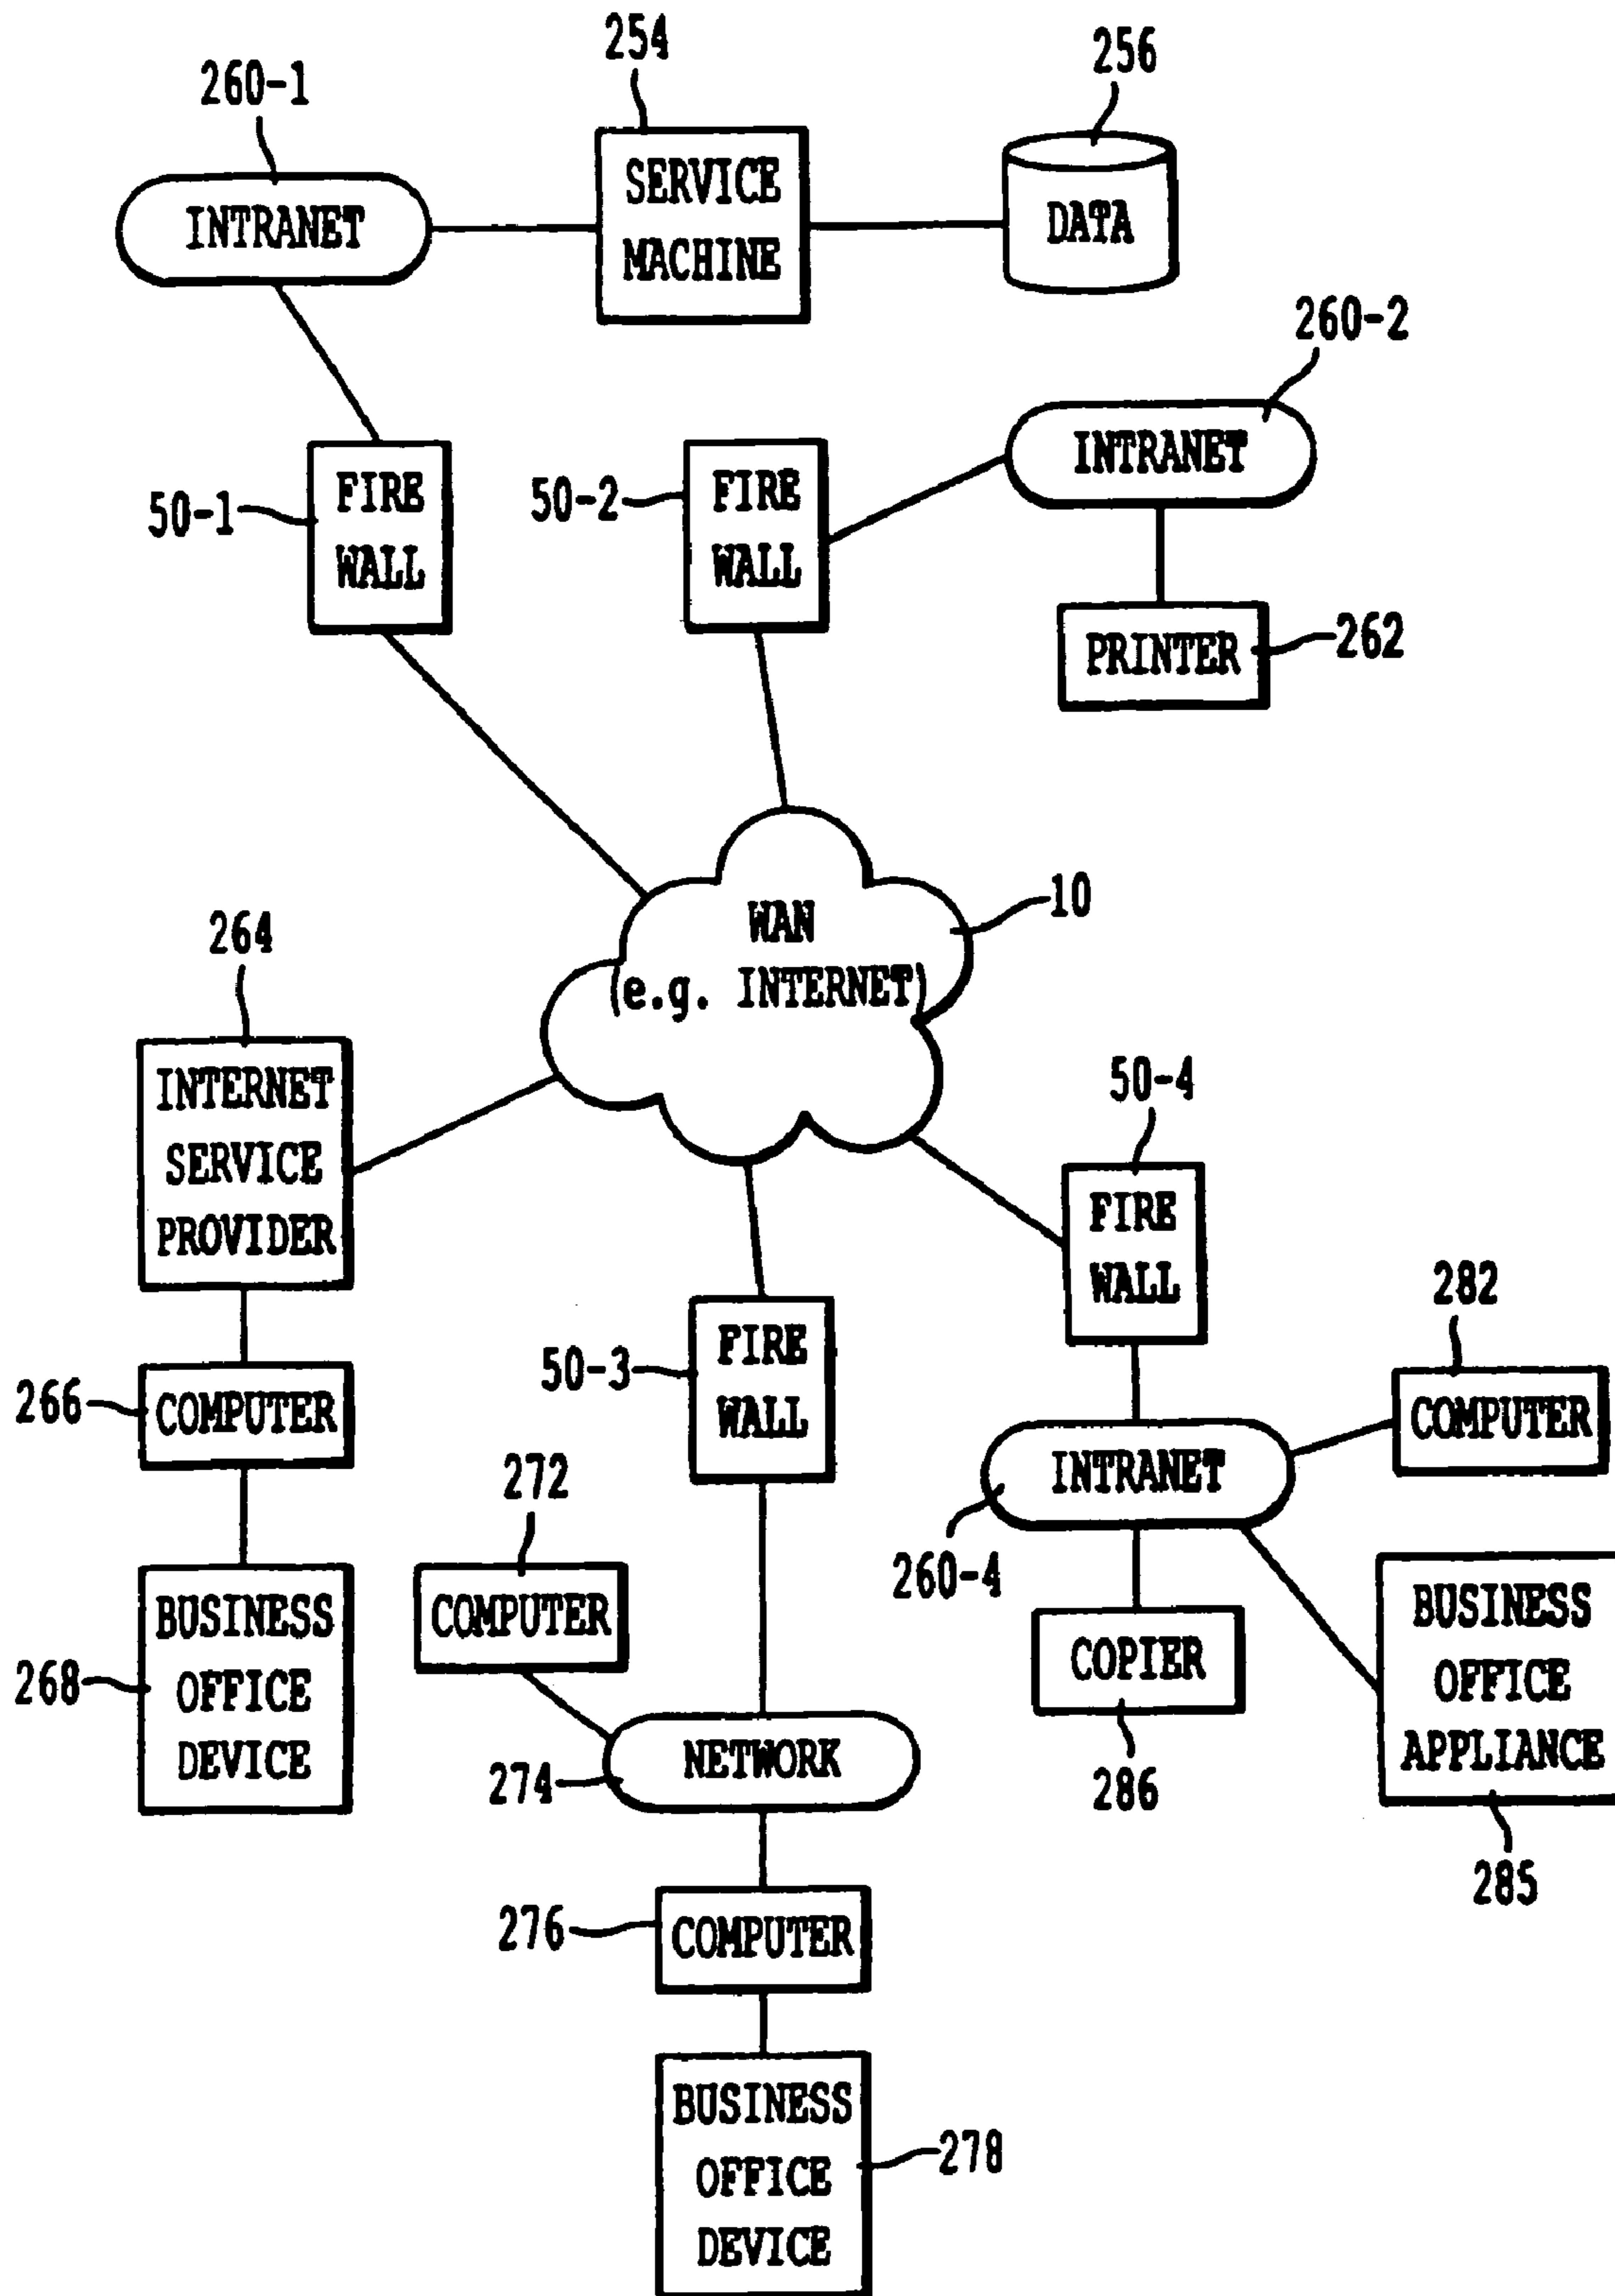 254
256
260-1
SERVICE
MACHINE
INTRANET
DATA
260-2
INTRANET
FIRE
WALL
50-1
FIRE
WALL
50-2
PRINTER
262
10
WAN
(e.g. INTERNET)
264
INTERNET
SERVICE
PROVIDER
50-4
FIRE
WALL
282
FIRE
WALL
50-3
266
COMPUTER
COMPUTER
INTRANET
272
260-4
BUSINESS
OFFICE
DEVICE
268
COMPUTER
COPIER
BUSINESS
OFFICE
APPLIANCE
NETWORK
274
286
285
276
COMPUTER
BUSINESS
OFFICE
DEVICE
278